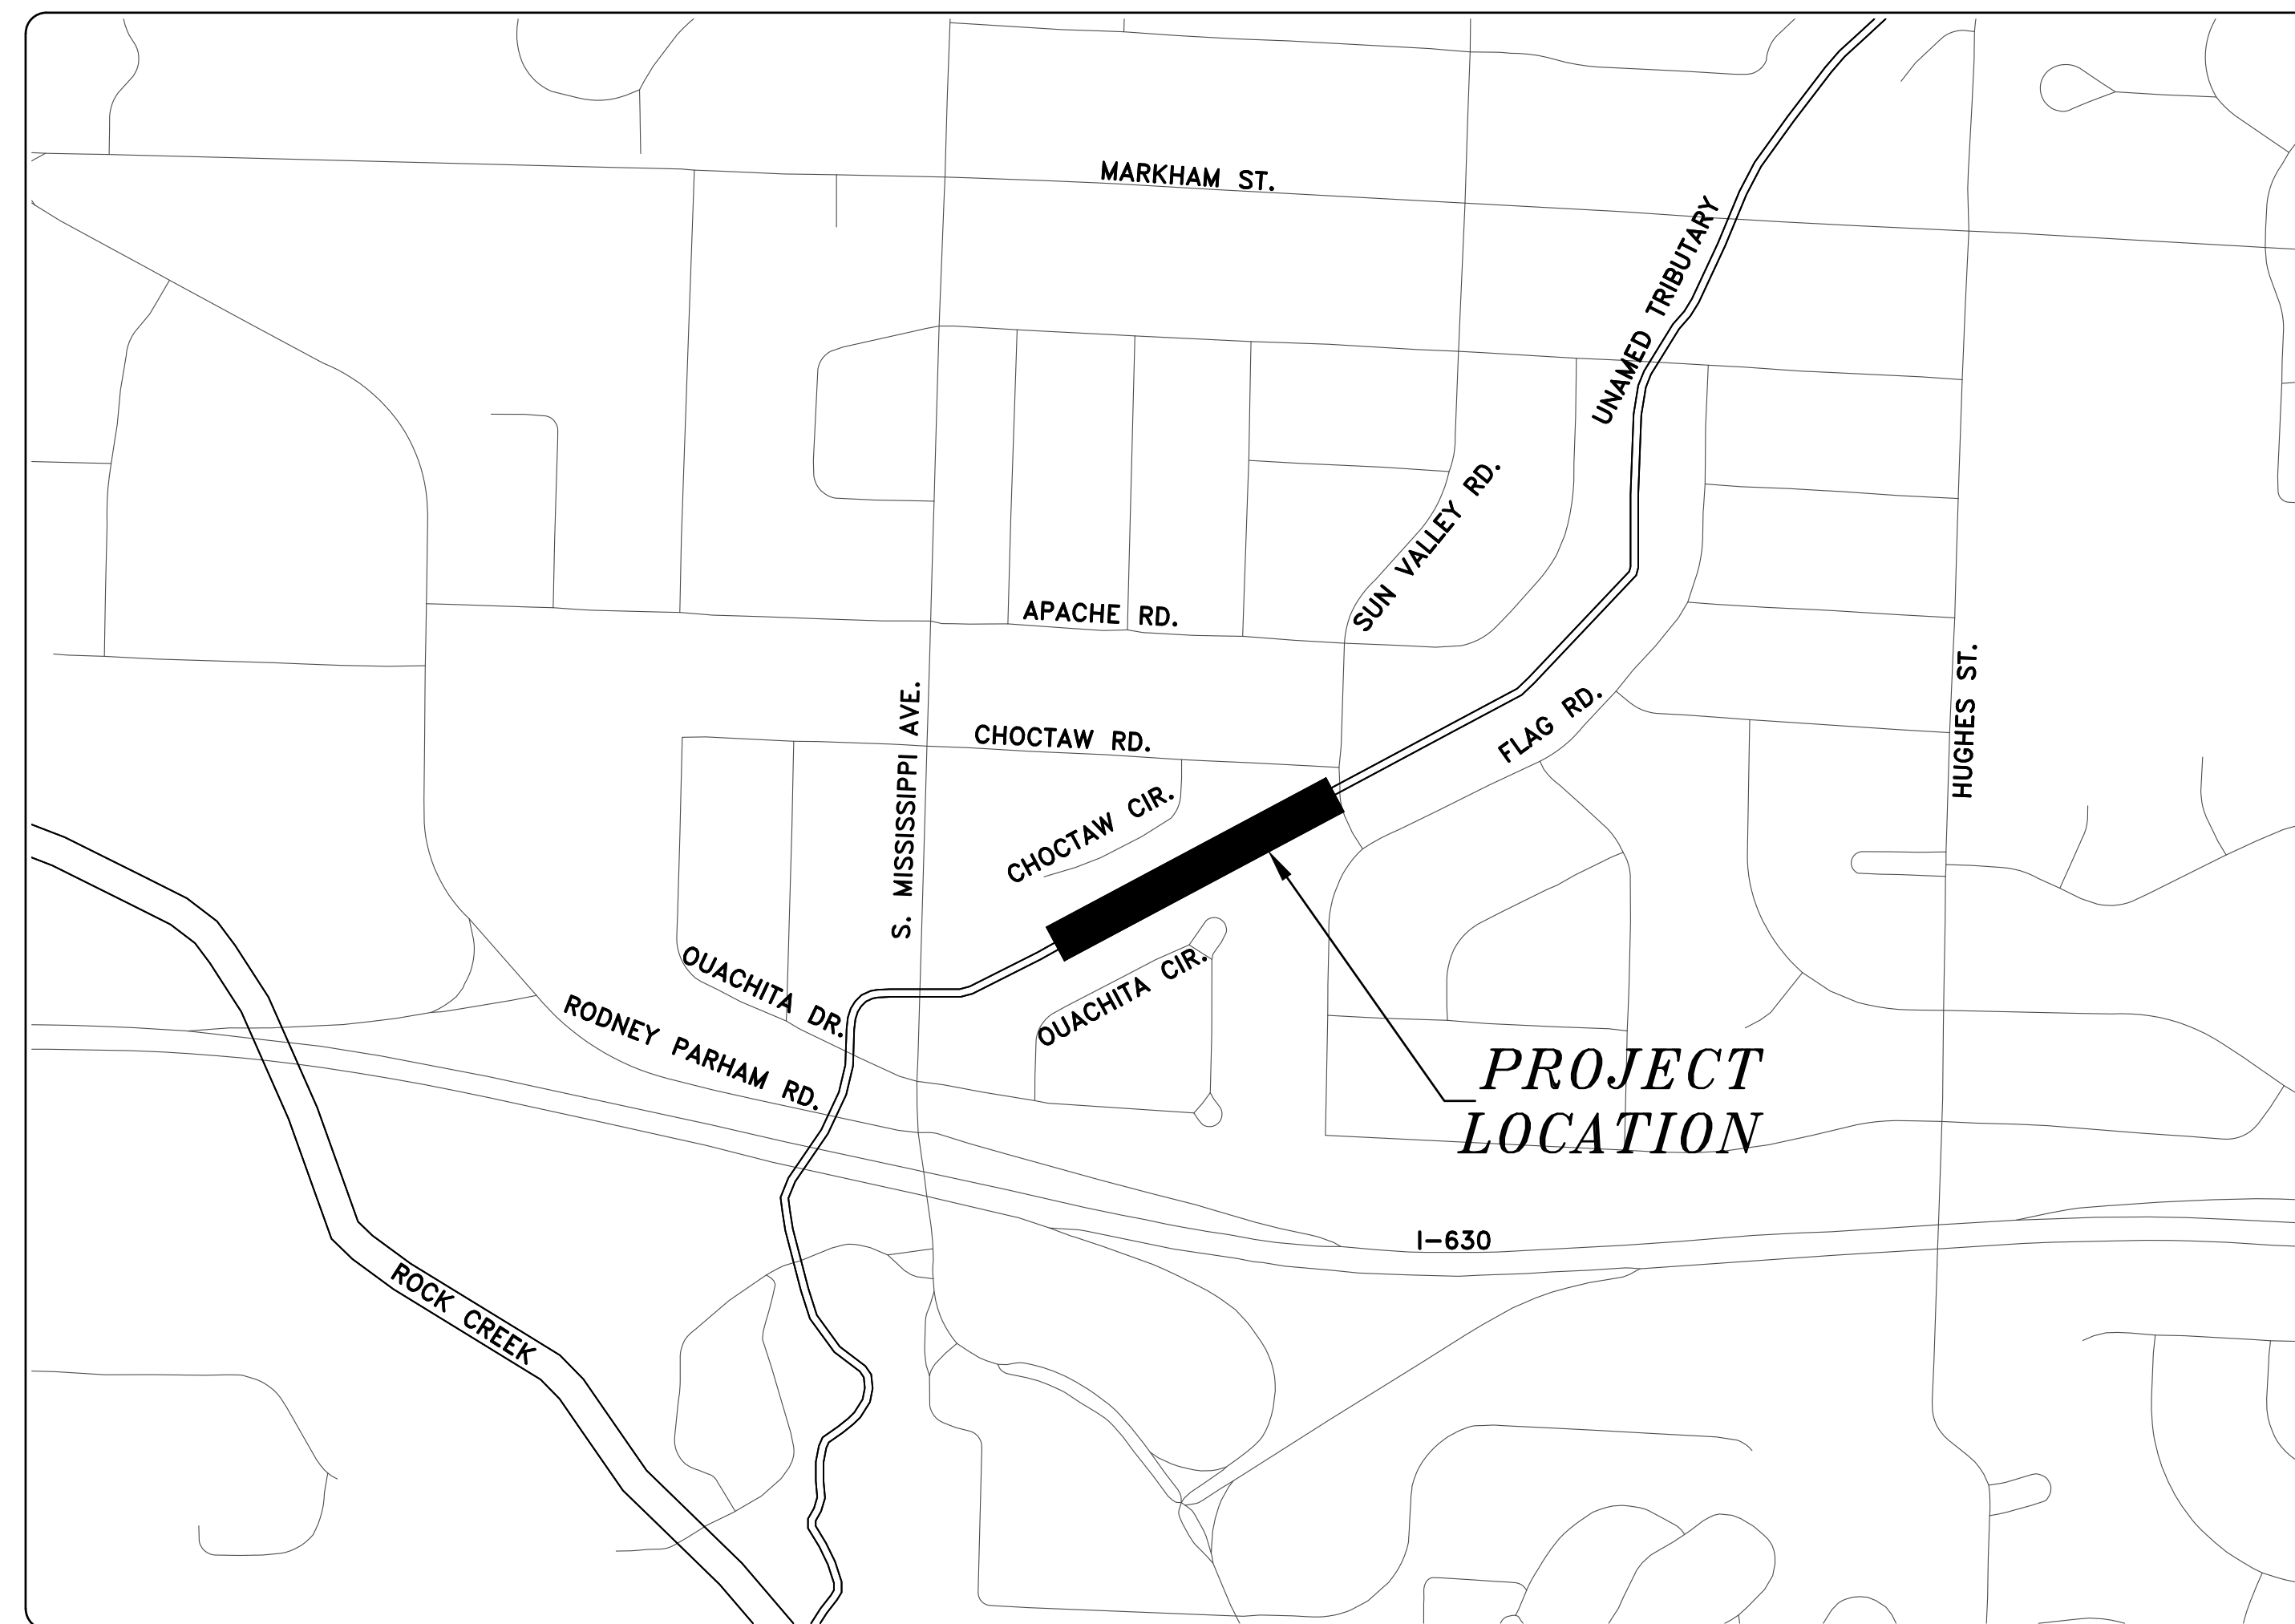 MARKHAM ST.
UNAMED TRIBUTARY
SUN VALLEY RD.
APACHE RD.
HUGHES ST.
S. MISSISSIPPI AVE.
CHOCTAW RD.
FLAG RD.
CHOCTAW CIR.
OUACHITA DR.
OUACHITA CIR.
RODNEY PARHAM RD.
PROJECT
LOCATION
I-630
ROCK CREEK